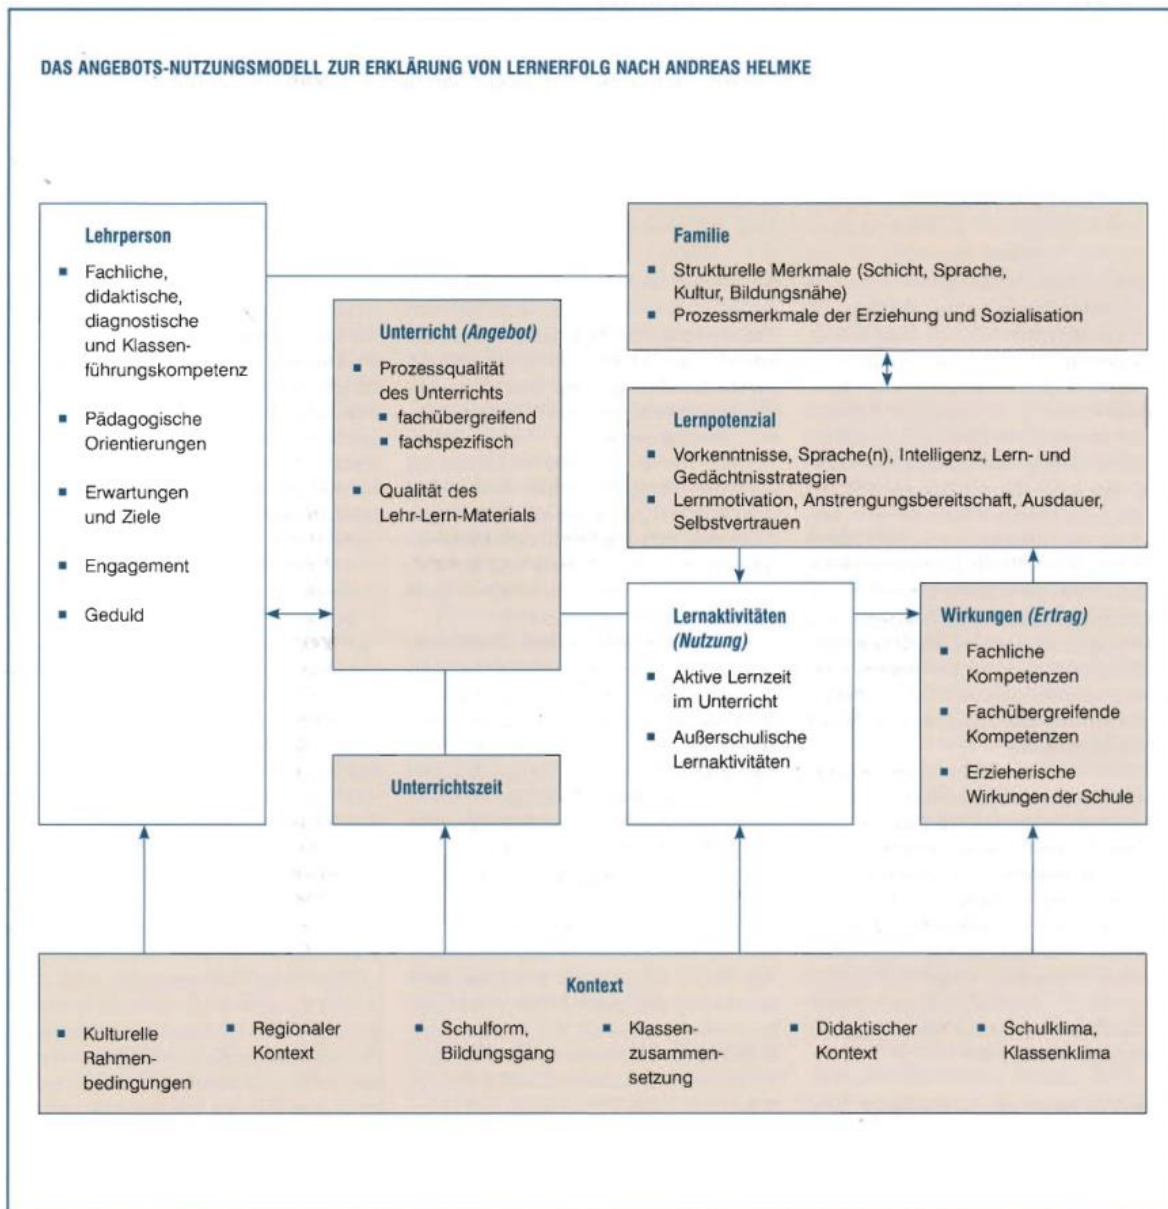 DAS ANGEBOTS-NUTZUNGSMODELL ZUR ERKLÄRUNG VON LERNERFOLG NACH ANDREAS HELMKE
Lehrperson
Fachliche,
didaktische,
diagnostische
und Klassen-
führungskompetenz
Pädagogische
Orientierungen
Erwartungen
und Ziele
Engagement
Geduld
Unterricht (Angebot)
Prozessqualität
des Unterrichts
fachübergreifend
fachspezifisch
Qualität des
Lehr-Lern-Materials
Unterrichtszeit
Familie
Strukturelle Merkmale (Schicht, Sprache,
Kultur, Bildungsnähe)
Prozessmerkmale der Erziehung und Sozialisation
Lernpotenzial
Vorkenntnisse, Sprache(n), Intelligenz, Lern- und
Gedächtnisstrategien
Lernmotivation, Anstrengungsbereitschaft, Ausdauer,
Selbstvertrauen
Lernaktivitäten
(Nutzung)
Aktive Lernzeit
im Unterricht
Außerschulische
Lernaktivitäten
Wirkungen (Ertrag)
Fachliche
Kompetenzen
Fachübergreifende
Kompetenzen
Erzieherische
Wirkungen der Schule
Kontext
Kulturelle
Rahmen-
bedingungen
Regionaler
Kontext
Schulform,
Bildungsgang
Klassen-
zusammen-
setzung
Didaktischer
Kontext
Schulklima,
Klassenklima